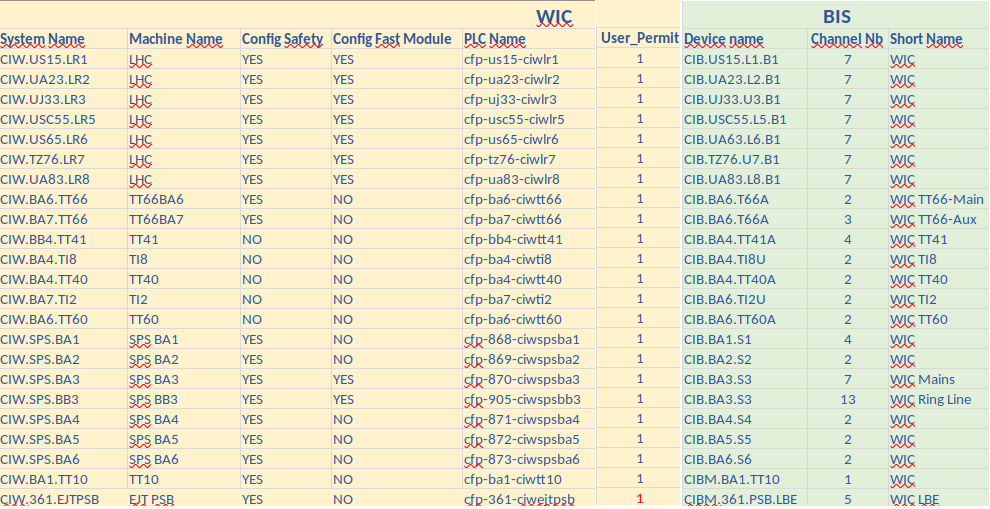 WIC BIS
System Name Machine Name Config Safety Config Fast Module PLC Name User_Permit Device name Channel Nb Short Name
CIW.US15.LR1 LHC YES YES cfp-us15-ciwlr1 1 CIB.US15.L1.B1 7 WIC
CIW.UA23.LR2 LHC YES YES cfp-ua23-ciwlr2 1 CIB.UA23.L2.B1 7 WIC
CIW.UJ33.LR3 LHC YES YES cfp-uj33-ciwlr3 1 CIB.UJ33.U3.B1 7 WIC
CIW.USC55.LR5 LHC YES YES cfp-usc55-ciwlr5 1 CIB.USC55.L5.B1 7 WIC
CIW.US65.LR6 LHC YES YES cfp-us65-ciwlr6 1 CIB.UA63.L6.B1 7 WIC
CIW.TZ76.LR7 LHC YES YES cfp-tz76-ciwlr7 1 CIB.TZ76.U7.B1 7 WIC
CIW.UA83.LR8 LHC YES YES cfp-ua83-ciwlr8 1 CIB.UA83.L8.B1 7 WIC
CIW.BA6.TT66 TT66BA6 YES NO cfp-ba6-ciwtt66 1 CIB.BA6.T66A 2 WIC TT66-Main
CIW.BA7.TT66 TT66BA7 YES NO cfp-ba7-ciwtt66 1 CIB.BA6.T66A 3 WIC TT66-Aux
CIW.BB4.TT41 TT41 NO NO cfp-bb4-ciwtt41 1 CIB.BA4.TT41A 4 WIC TT41
CIW.BA4.TI8 TI8 NO NO cfp-ba4-ciwti8 1 CIB.BA4.TI8U 2 WIC TI8
CIW.BA4.TT40 TT40 NO NO cfp-ba4-ciwtt40 1 CIB.BA4.TT40A 2 WIC TT40
CIW.BA7.TI2 TI2 NO NO cfp-ba7-ciwti2 1 CIB.BA6.TI2U 2 WIC TI2
CIW.BA6.TT60 TT60 NO NO cfp-ba6-ciwtt60 1 CIB.BA6.TT60A 2 WIC TT60
CIW.SPS.BA1 SPS BA1 YES NO cfp-868-ciwspsba1 1 CIB.BA1.S1 4 WIC
CIW.SPS.BA2 SPS BA2 YES NO cfp-869-ciwspsba2 1 CIB.BA2.S2 2 WIC
CIW.SPS.BA3 SPS BA3 YES YES cfp-870-ciwspsba3 1 CIB.BA3.S3 7 WIC Mains
CIW.SPS.BB3 SPS BB3 YES YES cfp-905-ciwspsbb3 1 CIB.BA3.S3 13 WIC Ring Line
CIW.SPS.BA4 SPS BA4 YES NO cfp-871-ciwspsba4 1 CIB.BA4.S4 2 WIC
CIW.SPS.BA5 SPS BA5 YES NO cfp-872-ciwspsba5 1 CIB.BA5.S5 2 WIC
CIW.SPS.BA6 SPS BA6 YES NO cfp-873-ciwspsba6 1 CIB.BA6.S6 2 WIC
CIW.BA1.TT10 TT10 YES NO cfp-ba1-ciwtt10 1 CIBM.BA1.TT10 1 WIC
CIW.361.EJTPSB EJT PSB YES NO cfp-361-ciwejtpsb 1 CIBM.361.PSB.LBE 5 WIC LBE